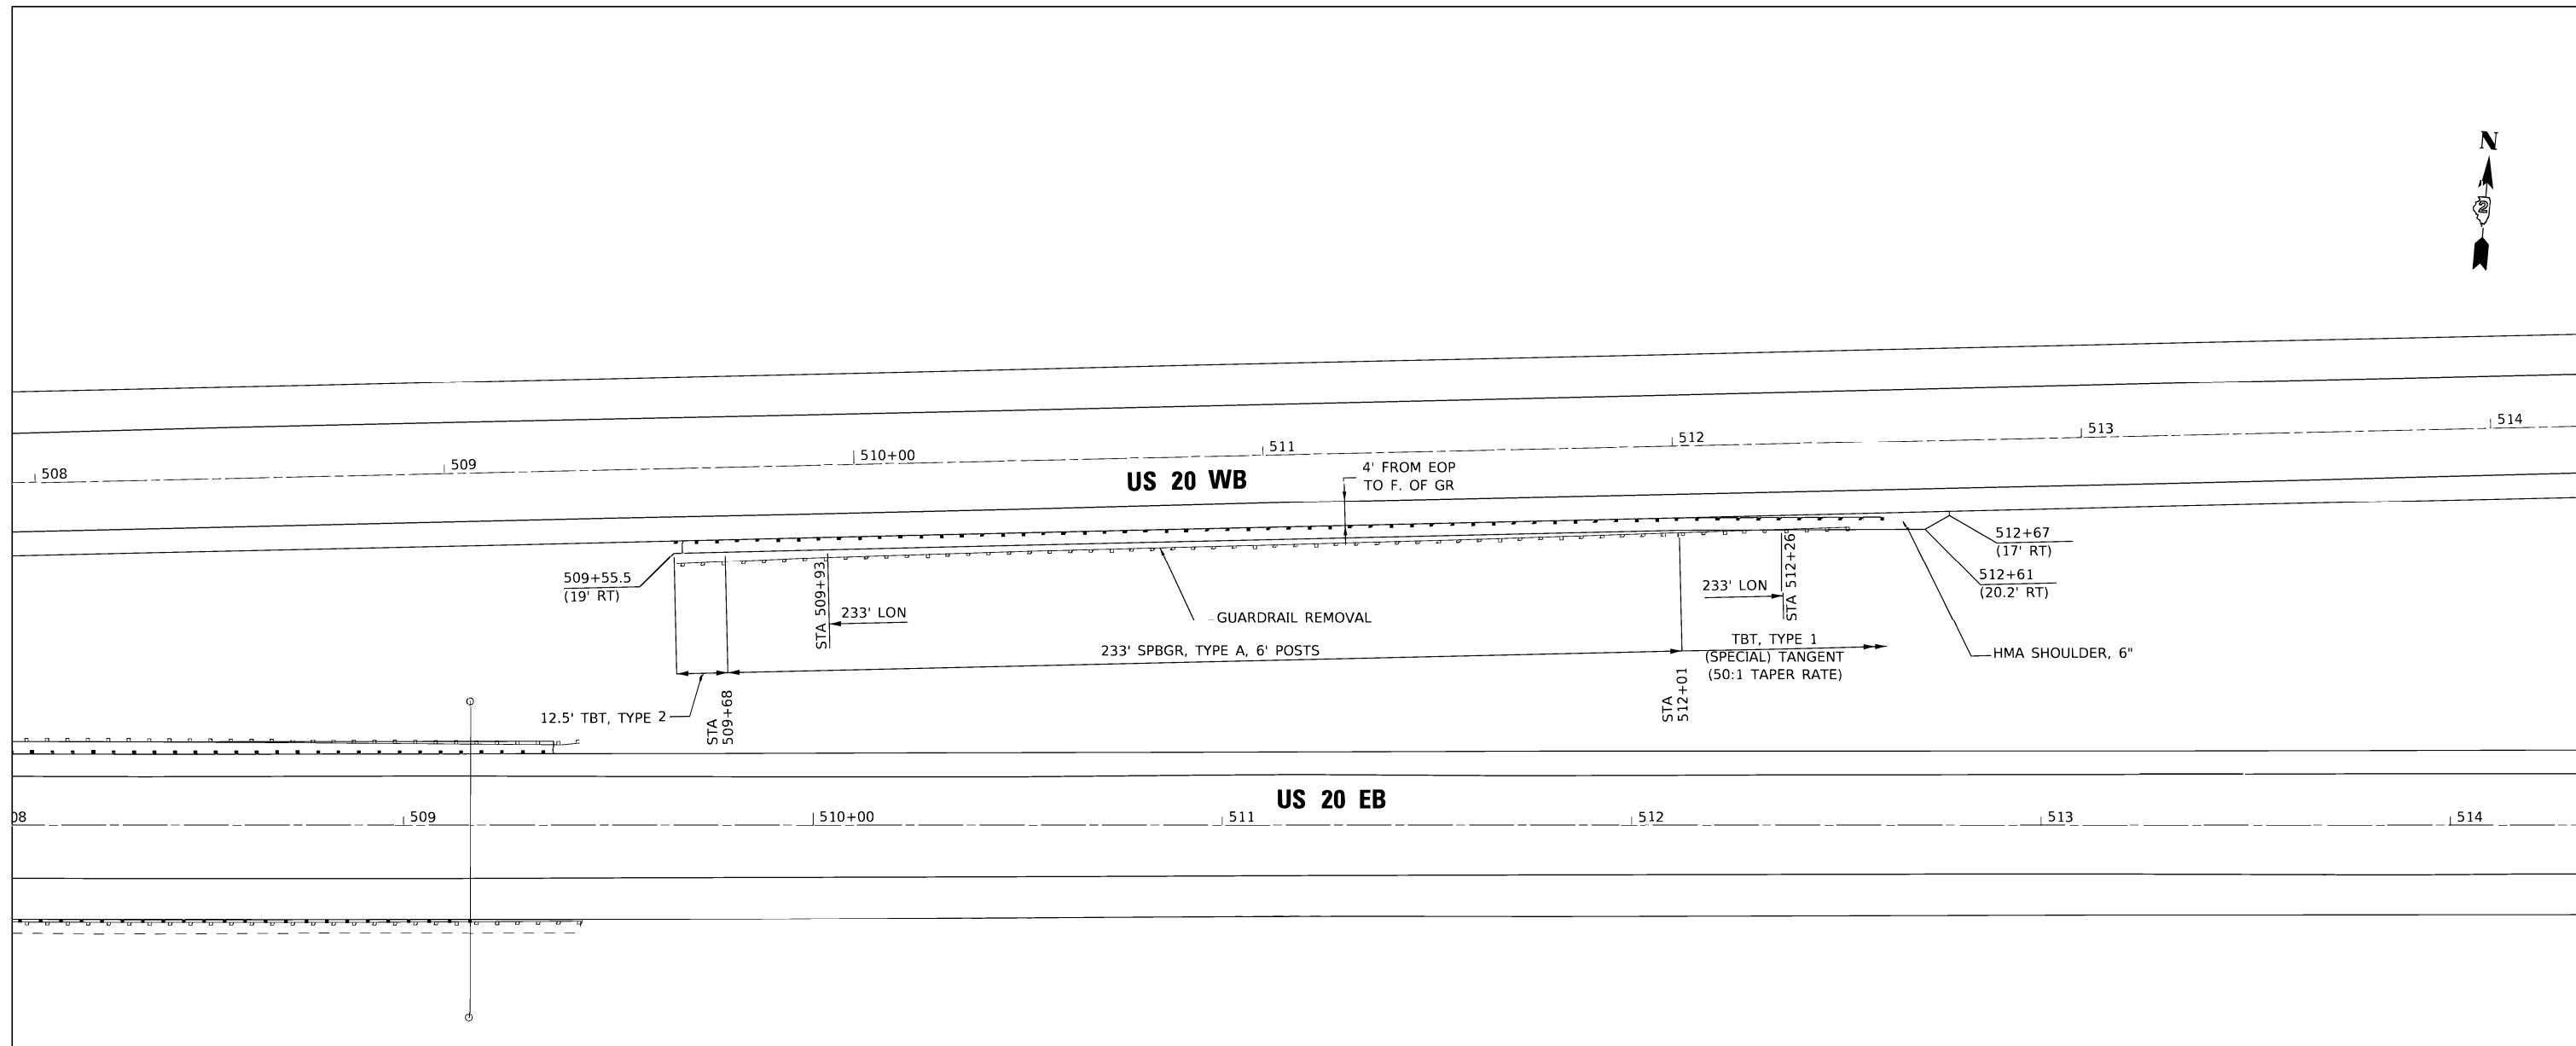 N
2
508
509
510+00
511
512
513
514
US 20 WB
4' FROM EOP
TO F. OF GR
509+55.5
(19' RT)
STA 509+93
233' LON
GUARDRAIL REMOVAL
233' SPBGR, TYPE A, 6' POSTS
233' LON
STA 512+26
TBT, TYPE 1
(SPECIAL) TANGENT
(50:1 TAPER RATE)
512+67
(17' RT)
512+61
(20.2' RT)
HMA SHOULDER, 6"
12.5' TBT, TYPE 2
STA
509+68
STA
512+01
US 20 EB
08
509
510+00
511
512
513
514